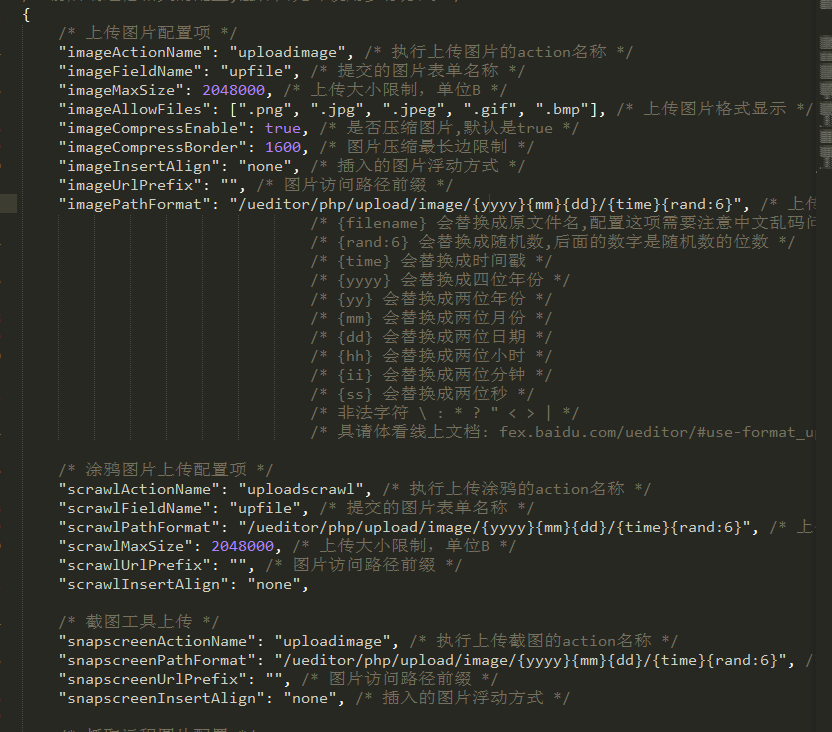 {
/* 上传图片配置项 */
"imageActionName": "uploadimage", /* 执行上传图片的action名称 */
"imageFieldName": "upfile", /* 提交的图片表单名称 */
"imageMaxSize": 2048000, /* 上传大小限制，单位B */
"imageAllowFiles": [".png", ".jpg", ".jpeg", ".gif", ".bmp"], /* 上传图片格式显示 */
"imageCompressEnable": true, /* 是否压缩图片,默认是true */
"imageCompressBorder": 1600, /* 图片压缩最长边限制 */
"imageInsertAlign": "none", /* 插入的图片浮动方式 */
"imageUrlPrefix": "", /* 图片访问路径前缀 */
"imagePathFormat": "/ueditor/php/upload/image/{yyyy}{mm}{dd}/{time}{rand:6}", /* 上传
/* {filename} 会替换成原文件名,配置这项需要注意中文乱码问
/* {rand:6} 会替换成随机数,后面的数字是随机数的位数 */
/* {time} 会替换成时间戳 */
/* {yyyy} 会替换成四位年份 */
/* {yy} 会替换成两位年份 */
/* {mm} 会替换成两位月份 */
/* {dd} 会替换成两位日期 */
/* {hh} 会替换成两位小时 */
/* {ii} 会替换成两位分钟 */
/* {ss} 会替换成两位秒 */
/* 非法字符 \ : * ? " < > | */
/* 具请体看线上文档: fex.baidu.com/ueditor/#use-format_u
/* 涂鸦图片上传配置项 */
"scrawlActionName": "uploadscrawl", /* 执行上传涂鸦的action名称 */
"scrawlFieldName": "upfile", /* 提交的图片表单名称 */
"scrawlPathFormat": "/ueditor/php/upload/image/{yyyy}{mm}{dd}/{time}{rand:6}", /* 上
"scrawlMaxSize": 2048000, /* 上传大小限制，单位B */
"scrawlUrlPrefix": "", /* 图片访问路径前缀 */
"scrawlInsertAlign": "none",
/* 截图工具上传 */
"snapscreenActionName": "uploadimage", /* 执行上传截图的action名称 */
"snapscreenPathFormat": "/ueditor/php/upload/image/{yyyy}{mm}{dd}/{time}{rand:6}", /
"snapscreenUrlPrefix": "", /* 图片访问路径前缀 */
"snapscreenInsertAlign": "none", /* 插入的图片浮动方式 */